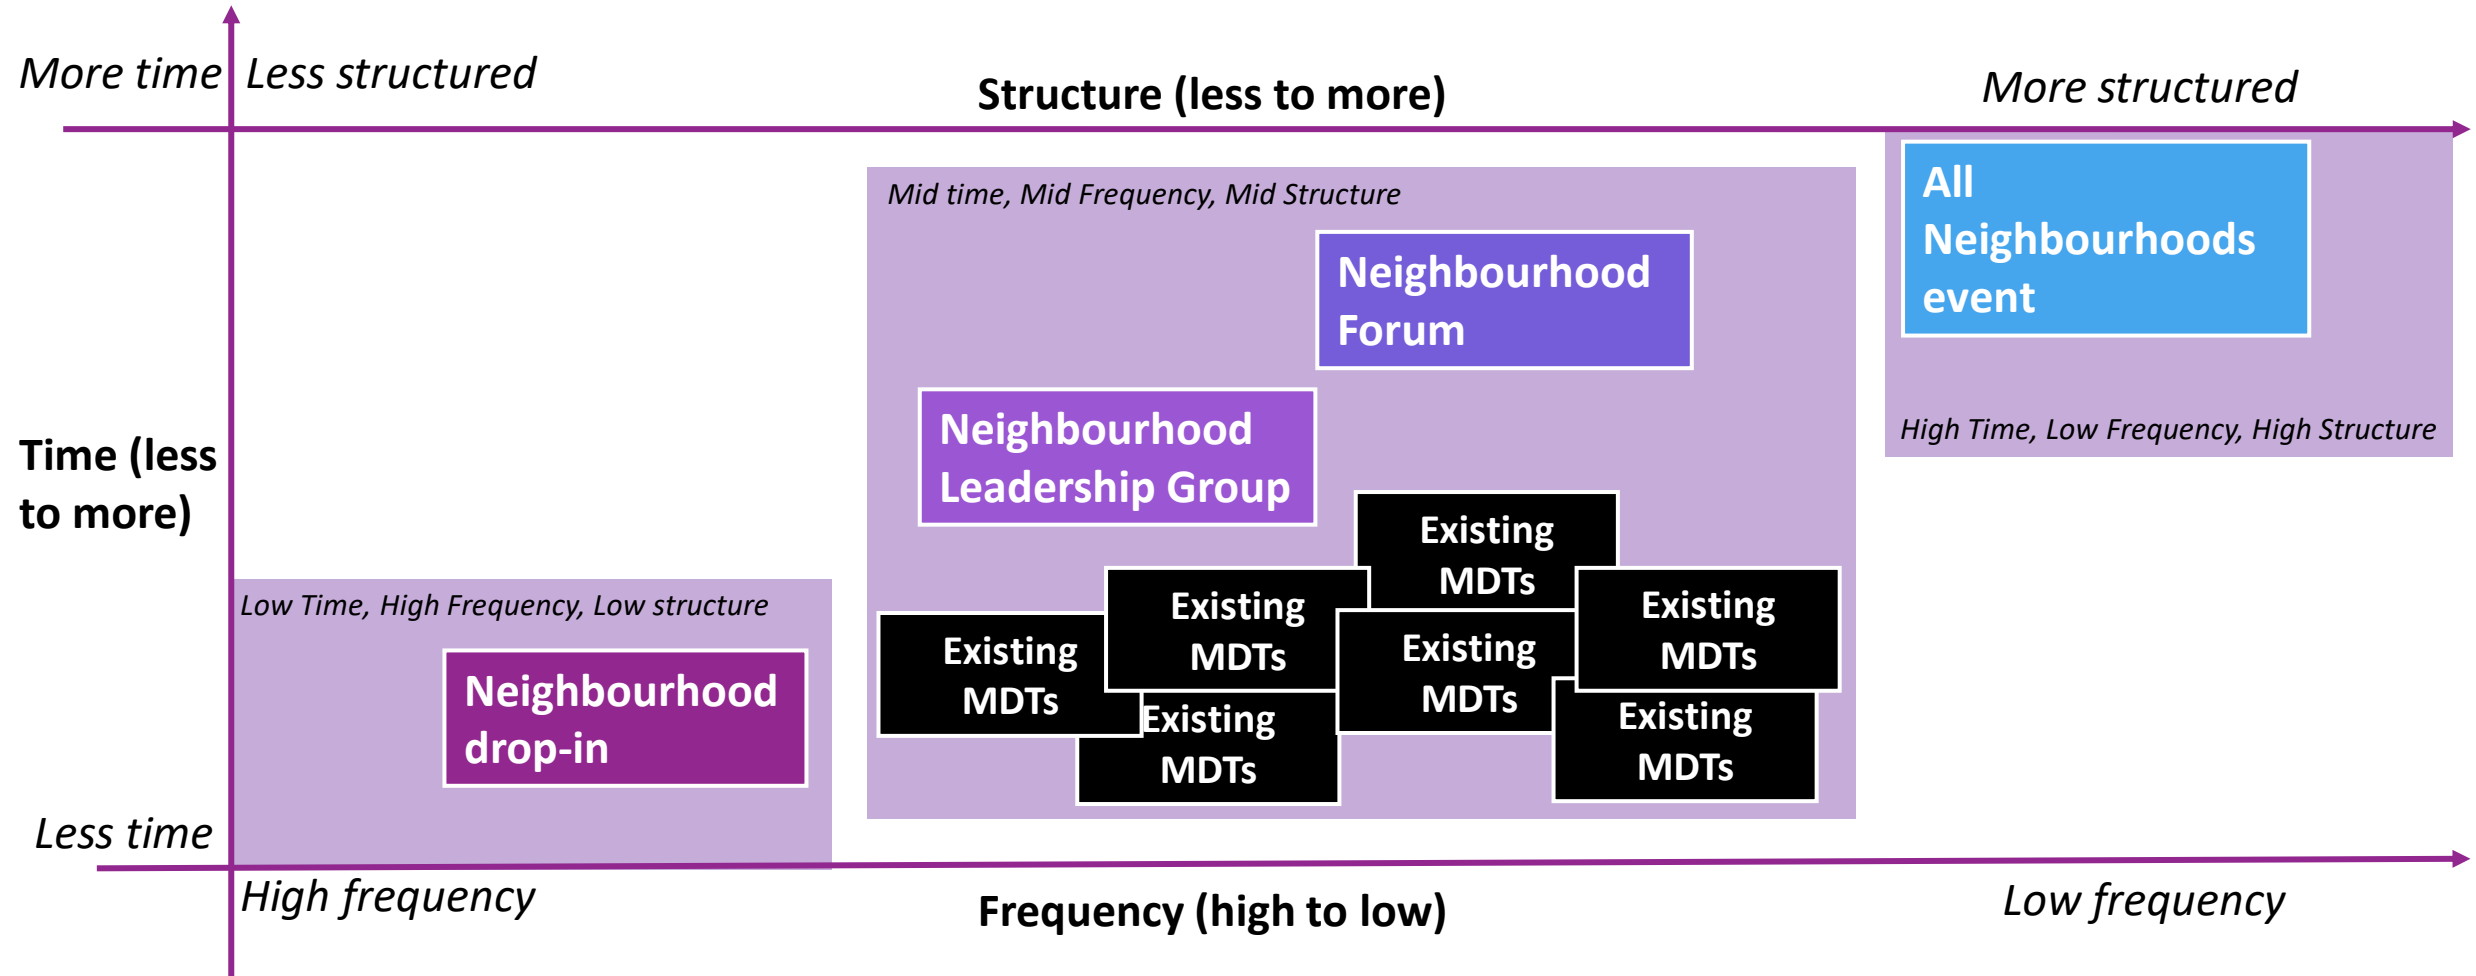 More time
Less structured
Structure (less to more)
More structured
Mid time, Mid Frequency, Mid Structure
All
Neighbourhoods
event
Neighbourhood
Forum
High Time, Low Frequency, High Structure
Neighbourhood
Leadership Group
Time (less
to more)
Existing
MDTs
Existing
MDTs
Existing
MDTs
Existing
MDTs
Existing
MDTs
Existing
MDTs
Existing
MDTs
Low Time, High Frequency, Low structure
Neighbourhood
drop-in
Less time
High frequency
Frequency (high to low)
Low frequency